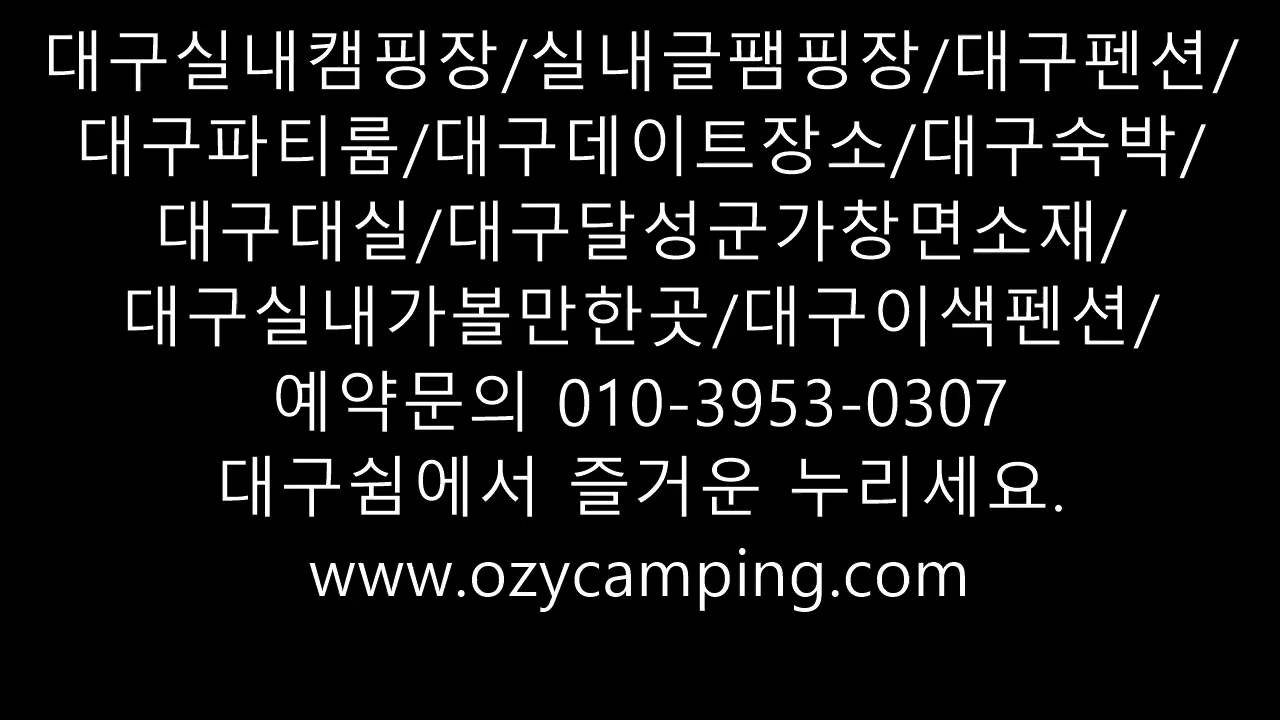 대구실내캠핑장/실내글램핑장/대구펜션/
대구파티룸/대구데이트장소/대구숙박/
대구대실/대구달성군가창면소재/
대구실내가볼만한곳/대구이색펜션/
예약문의 010-3953-0307
대구쉼에서 즐거운 누리세요.
www.ozycamping.com